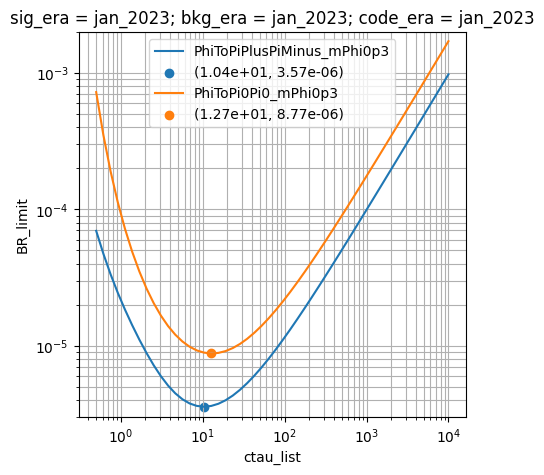 sig_era = jan_2023; bkg_era = jan_2023; code_era = jan_2023
PhiToPiPlusPiMinus_mPhi0p3
(1.04e+01, 3.57e-06)
PhiToPi0Pi0_mPhi0p3
(1.27e+01, 8.77e-06)
BR_limit
10⁻³
10⁻⁴
10⁻⁵
10⁰ 10¹ 10² 10³ 10⁴
ctau_list